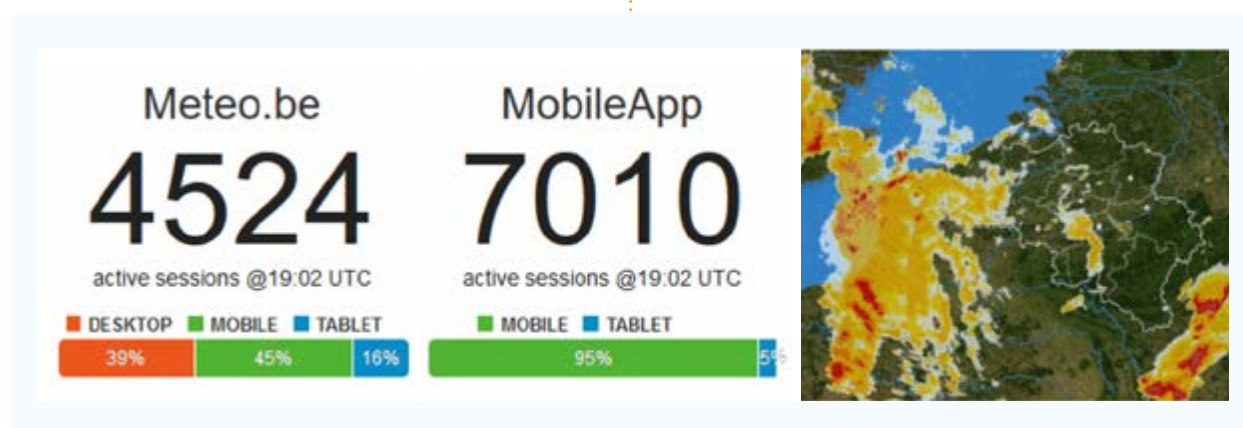 Meteo.be
4524
active sessions @19:02 UTC
DESKTOP MOBILE TABLET
39% 45% 16%
MobileApp
7010
active sessions @19:02 UTC
MOBILE TABLET
95% 5%